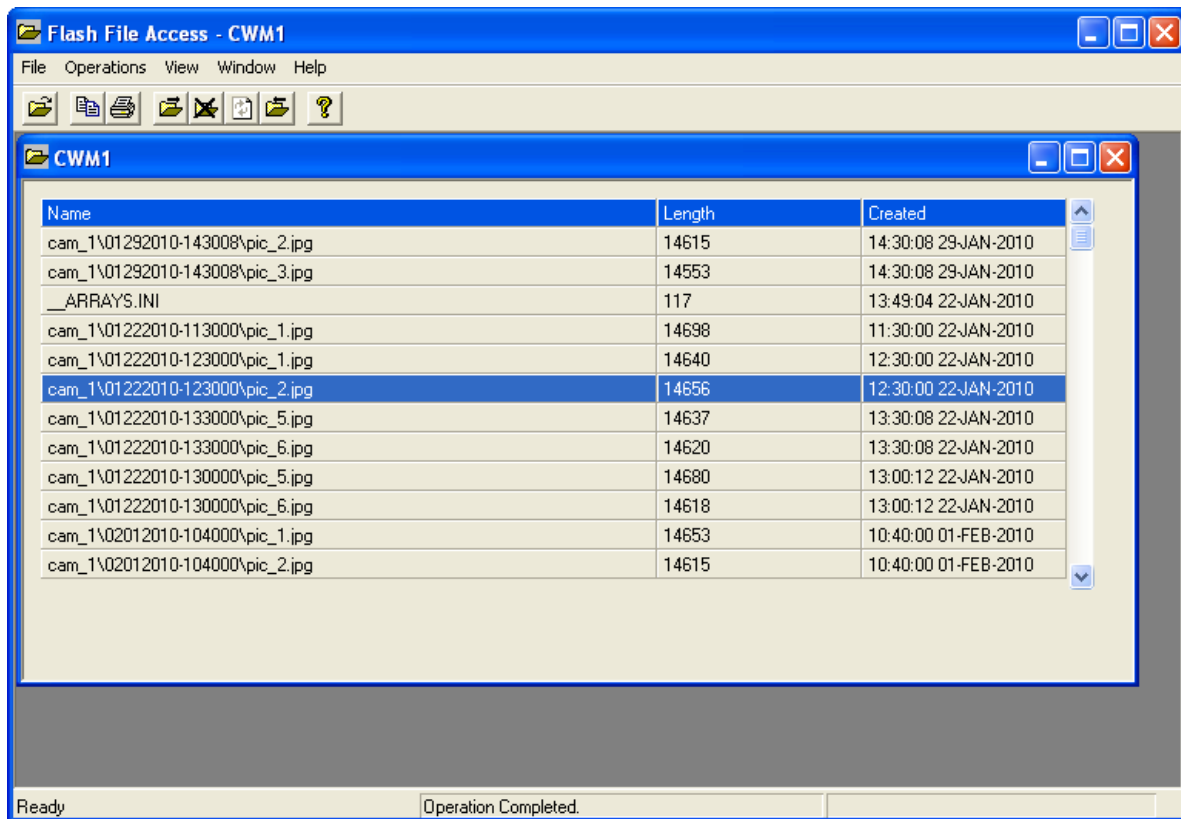 Flash File Access - CWM1
File Operations View Window Help
CWM1
Name Length Created
cam_1\01292010-143008\pic_2.jpg 14615 14:30:08 29-JAN-2010
cam_1\01292010-143008\pic_3.jpg 14553 14:30:08 29-JAN-2010
__ARRAYS.INI 117 13:49:04 22-JAN-2010
cam_1\01222010-113000\pic_1.jpg 14698 11:30:00 22-JAN-2010
cam_1\01222010-123000\pic_1.jpg 14640 12:30:00 22-JAN-2010
cam_1\01222010-123000\pic_2.jpg 14656 12:30:00 22-JAN-2010
cam_1\01222010-133000\pic_5.jpg 14637 13:30:08 22-JAN-2010
cam_1\01222010-133000\pic_6.jpg 14620 13:30:08 22-JAN-2010
cam_1\01222010-130000\pic_5.jpg 14680 13:00:12 22-JAN-2010
cam_1\01222010-130000\pic_6.jpg 14618 13:00:12 22-JAN-2010
cam_1\02012010-104000\pic_1.jpg 14653 10:40:00 01-FEB-2010
cam_1\02012010-104000\pic_2.jpg 14615 10:40:00 01-FEB-2010
Ready Operation Completed.